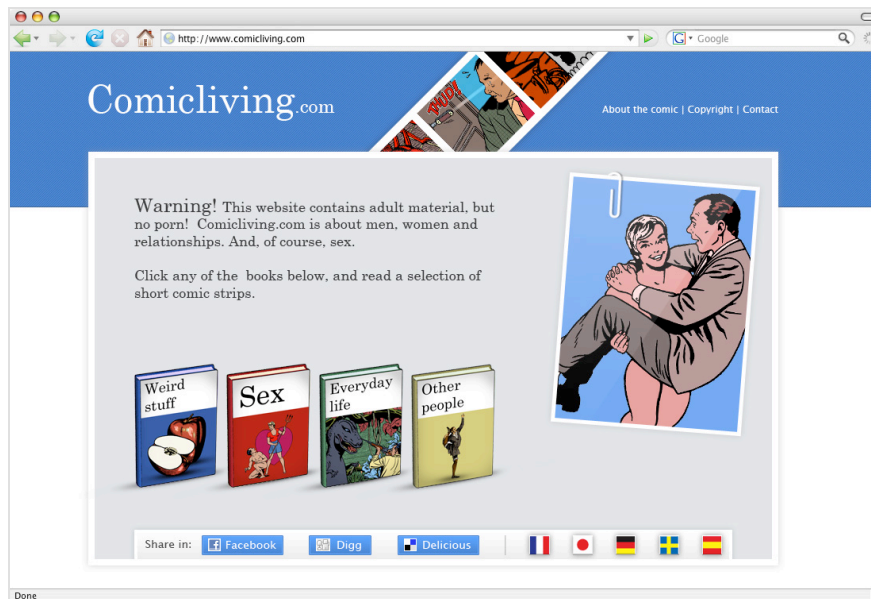 http://www.comicliving.com
Google
Comicliving.com
THUD!
About the comic | Copyright | Contact
Warning! This website contains adult material, but
no porn!  Comicliving.com is about men, women and
relationships. And, of course, sex.
Click any of the  books below, and read a selection of
short comic strips.
Weird
stuff
Sex
Everyday
life
Other
people
Share in:
Facebook
Digg
Delicious
Done